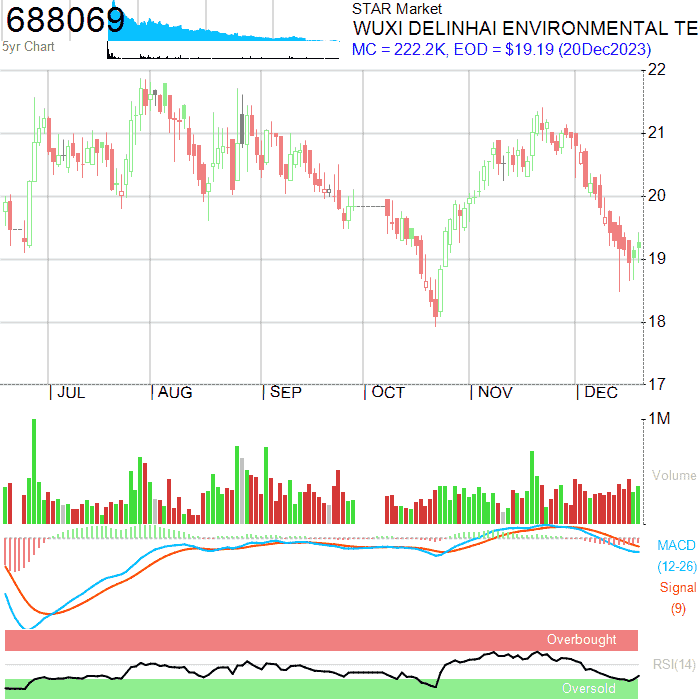 688069
5yr Chart
STAR Market
WUXI DELINHAI ENVIRONMENTAL TE
MC = 222.2K, EOD = $19.19 (20Dec2023)
22
21
20
19
18
17
JUL AUG SEP OCT NOV DEC
1M
Volume
MACD
(12-26)
Signal
(9)
Overbought
RSI(14)
Oversold